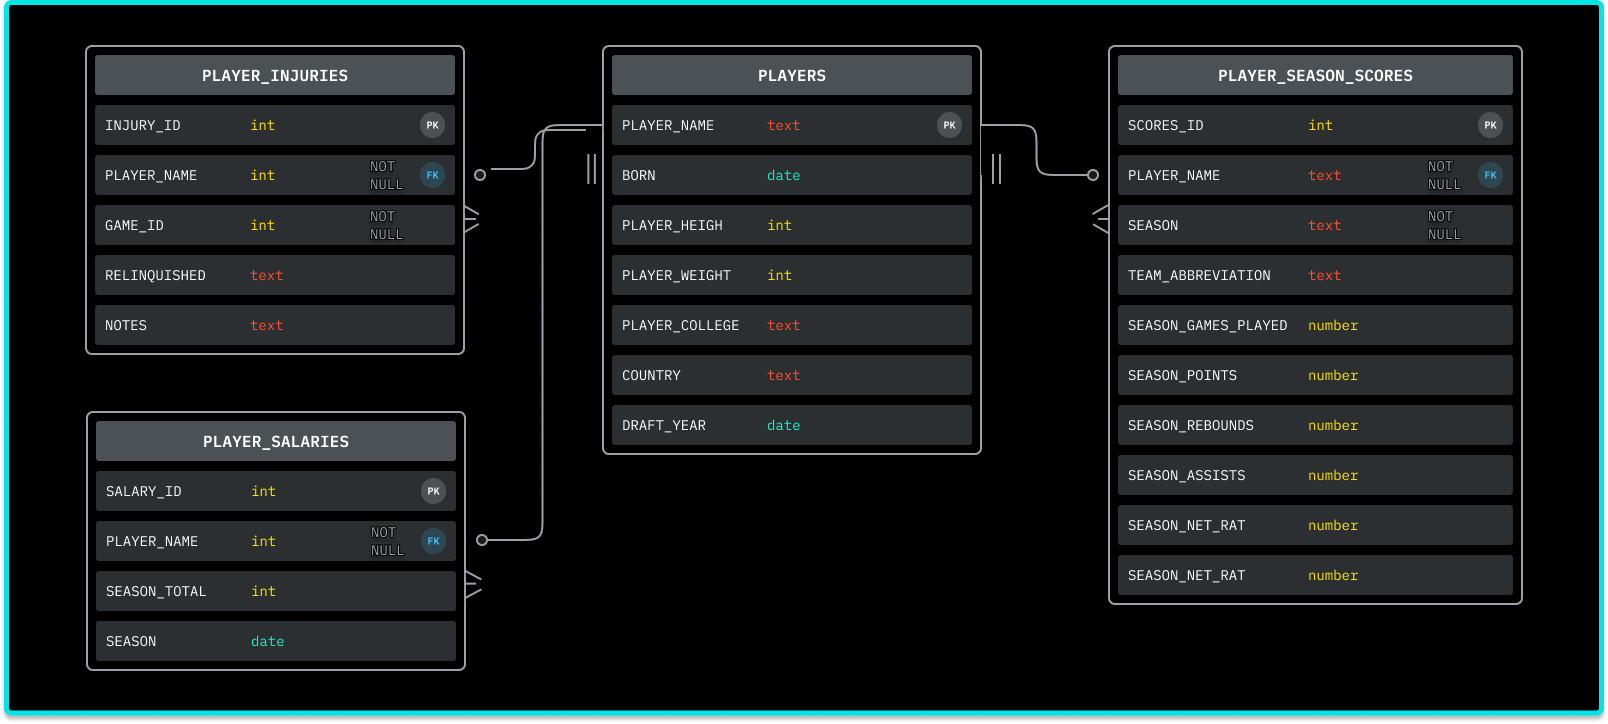 PLAYER_INJURIES
INJURY_ID int PK
PLAYER_NAME int NOT NULL FK
GAME_ID int NOT NULL
RELINQUISHED text
NOTES text
PLAYER_SALARIES
SALARY_ID int PK
PLAYER_NAME int NOT NULL FK
SEASON_TOTAL int
SEASON date
PLAYERS
PLAYER_NAME text PK
BORN date
PLAYER_HEIGH int
PLAYER_WEIGHT int
PLAYER_COLLEGE text
COUNTRY text
DRAFT_YEAR date
PLAYER_SEASON_SCORES
SCORES_ID int PK
PLAYER_NAME text NOT NULL FK
SEASON text NOT NULL
TEAM_ABBREVIATION text
SEASON_GAMES_PLAYED number
SEASON_POINTS number
SEASON_REBOUNDS number
SEASON_ASSISTS number
SEASON_NET_RAT number
SEASON_NET_RAT number